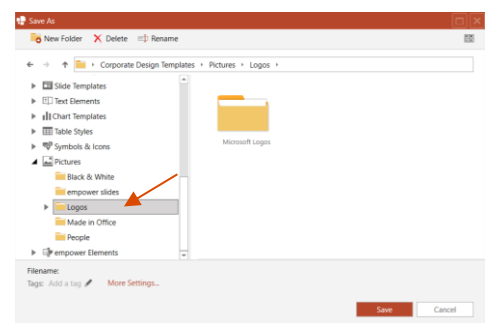 Save As
New Folder Delete Rename
Corporate Design Templates Pictures Logos
Slide Templates
Text Elements
Chart Templates
Table Styles
Symbols & Icons
Pictures
Black & White
empower slides
Logos
Made in Office
People
empower Elements
Microsoft Logos
Filename:
Tags: Add a tag More Settings...
Save Cancel